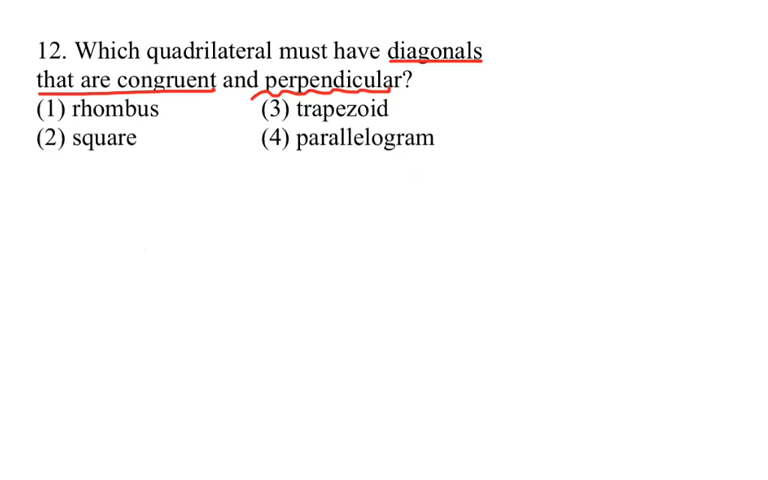 12. Which quadrilateral must have diagonals
that are congruent and perpendicular?
(1) rhombus (3) trapezoid
(2) square (4) parallelogram